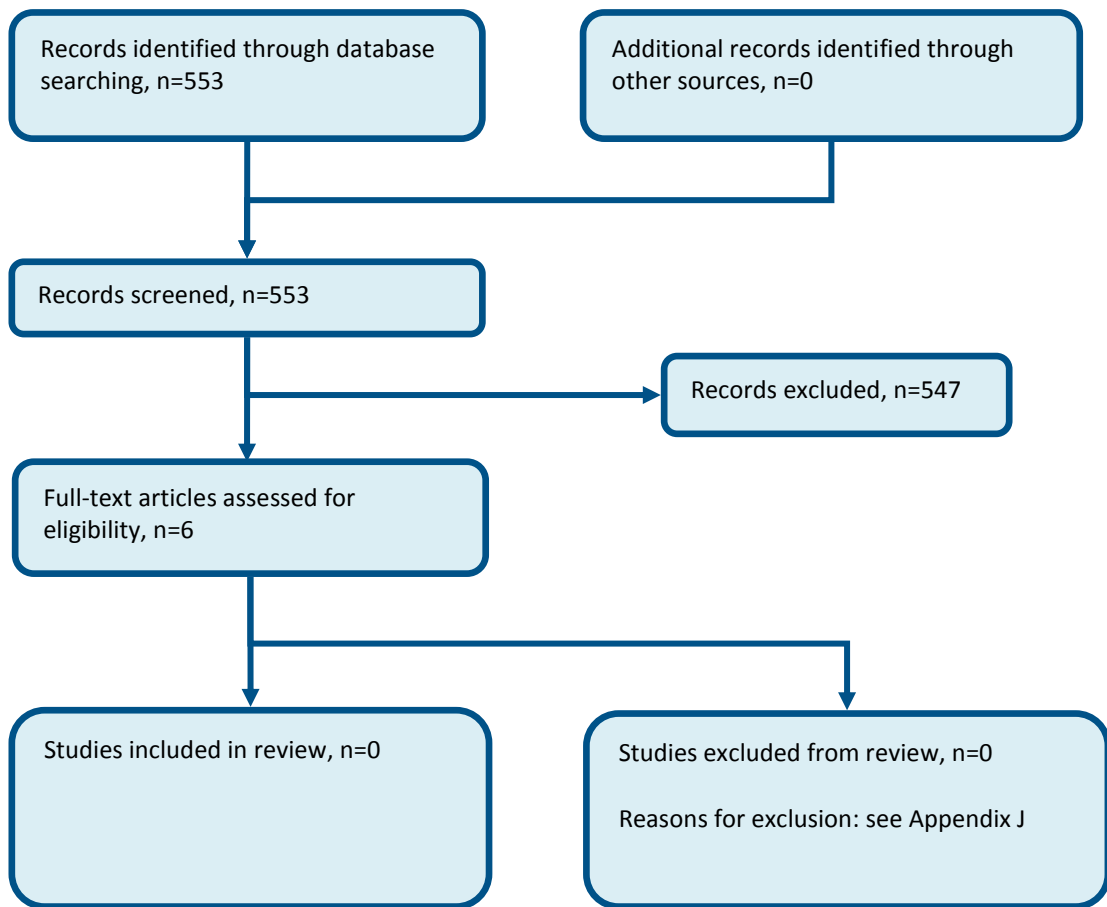 Records identified through database
searching, n=553
Additional records identified through
other sources, n=0
Records screened, n=553
Records excluded, n=547
Full-text articles assessed for
eligibility, n=6
Studies included in review, n=0
Studies excluded from review, n=0
Reasons for exclusion: see Appendix J